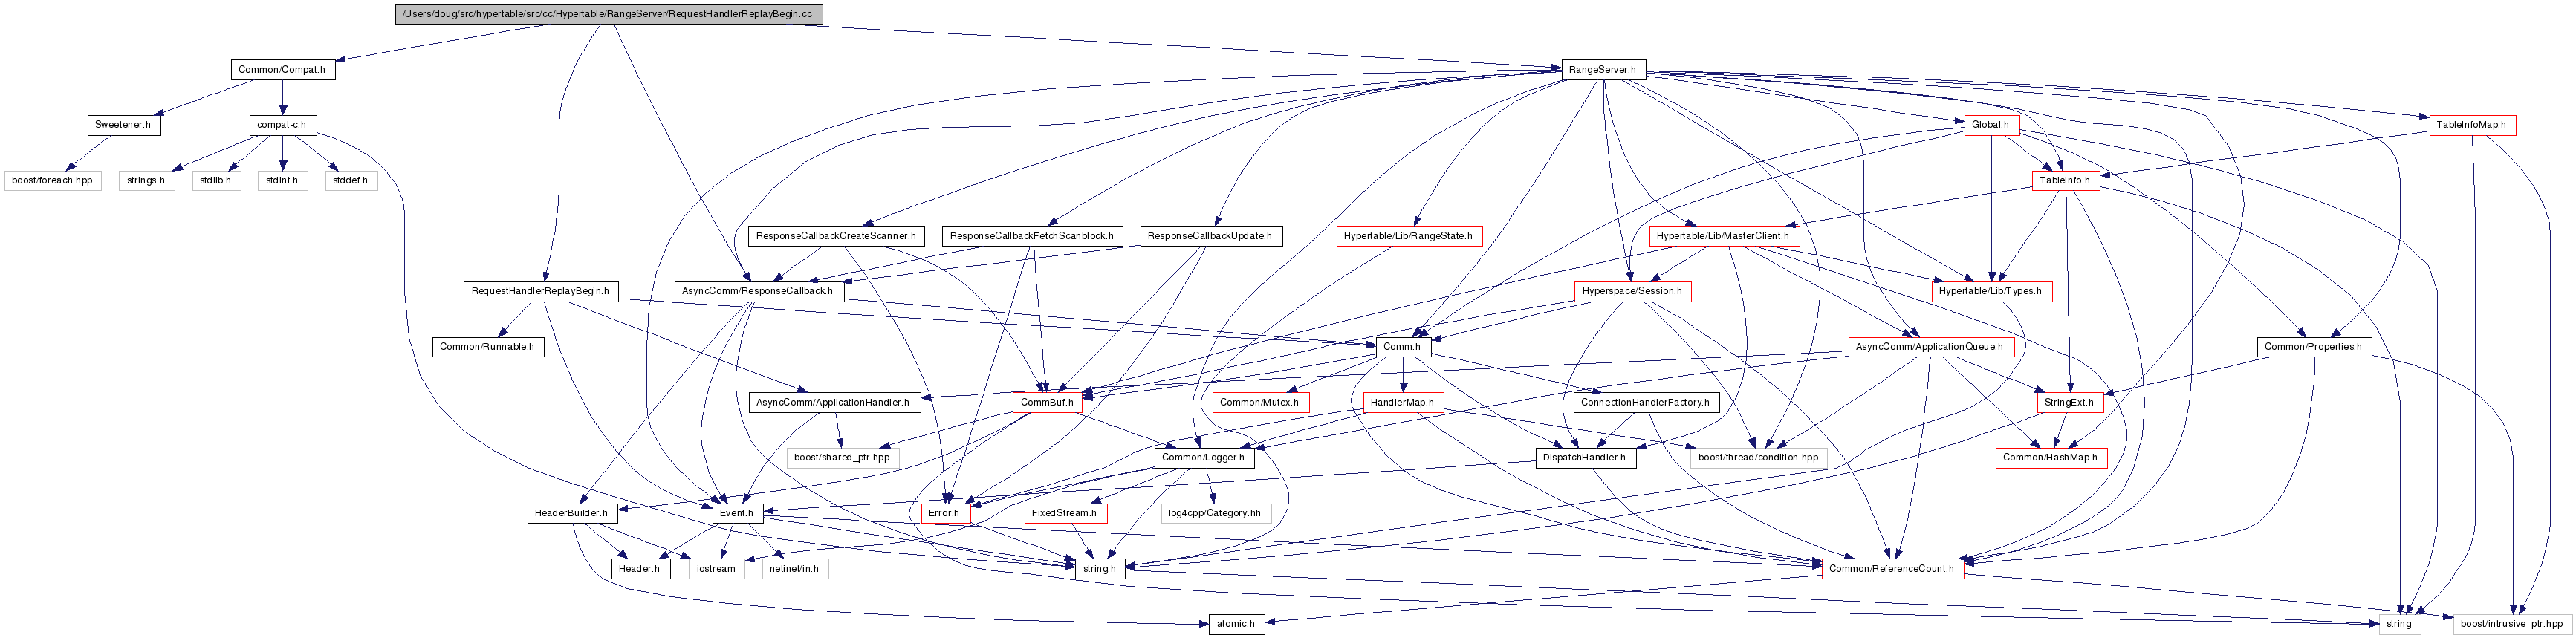 /Users/doug/src/hypertable/src/cc/Hypertable/RangeServer/RequestHandlerReplayBegin.cc
Common/Compat.h
RangeServer.h
Sweetener.h
compat-c.h
Global.h
TableInfoMap.h
boost/foreach.hpp
strings.h
stdlib.h
stdint.h
stddef.h
TableInfo.h
ResponseCallbackCreateScanner.h
ResponseCallbackFetchScanblock.h
ResponseCallbackUpdate.h
Hypertable/Lib/RangeState.h
Hypertable/Lib/MasterClient.h
RequestHandlerReplayBegin.h
AsyncComm/ResponseCallback.h
Hyperspace/Session.h
Hypertable/Lib/Types.h
Common/Runnable.h
Comm.h
AsyncComm/ApplicationQueue.h
Common/Properties.h
AsyncComm/ApplicationHandler.h
CommBuf.h
Common/Mutex.h
HandlerMap.h
ConnectionHandlerFactory.h
StringExt.h
boost/shared_ptr.hpp
Common/Logger.h
DispatchHandler.h
boost/thread/condition.hpp
Common/HashMap.h
HeaderBuilder.h
Event.h
Error.h
FixedStream.h
log4cpp/Category.hh
Header.h
iostream
netinet/in.h
string.h
Common/ReferenceCount.h
atomic.h
string
boost/intrusive_ptr.hpp